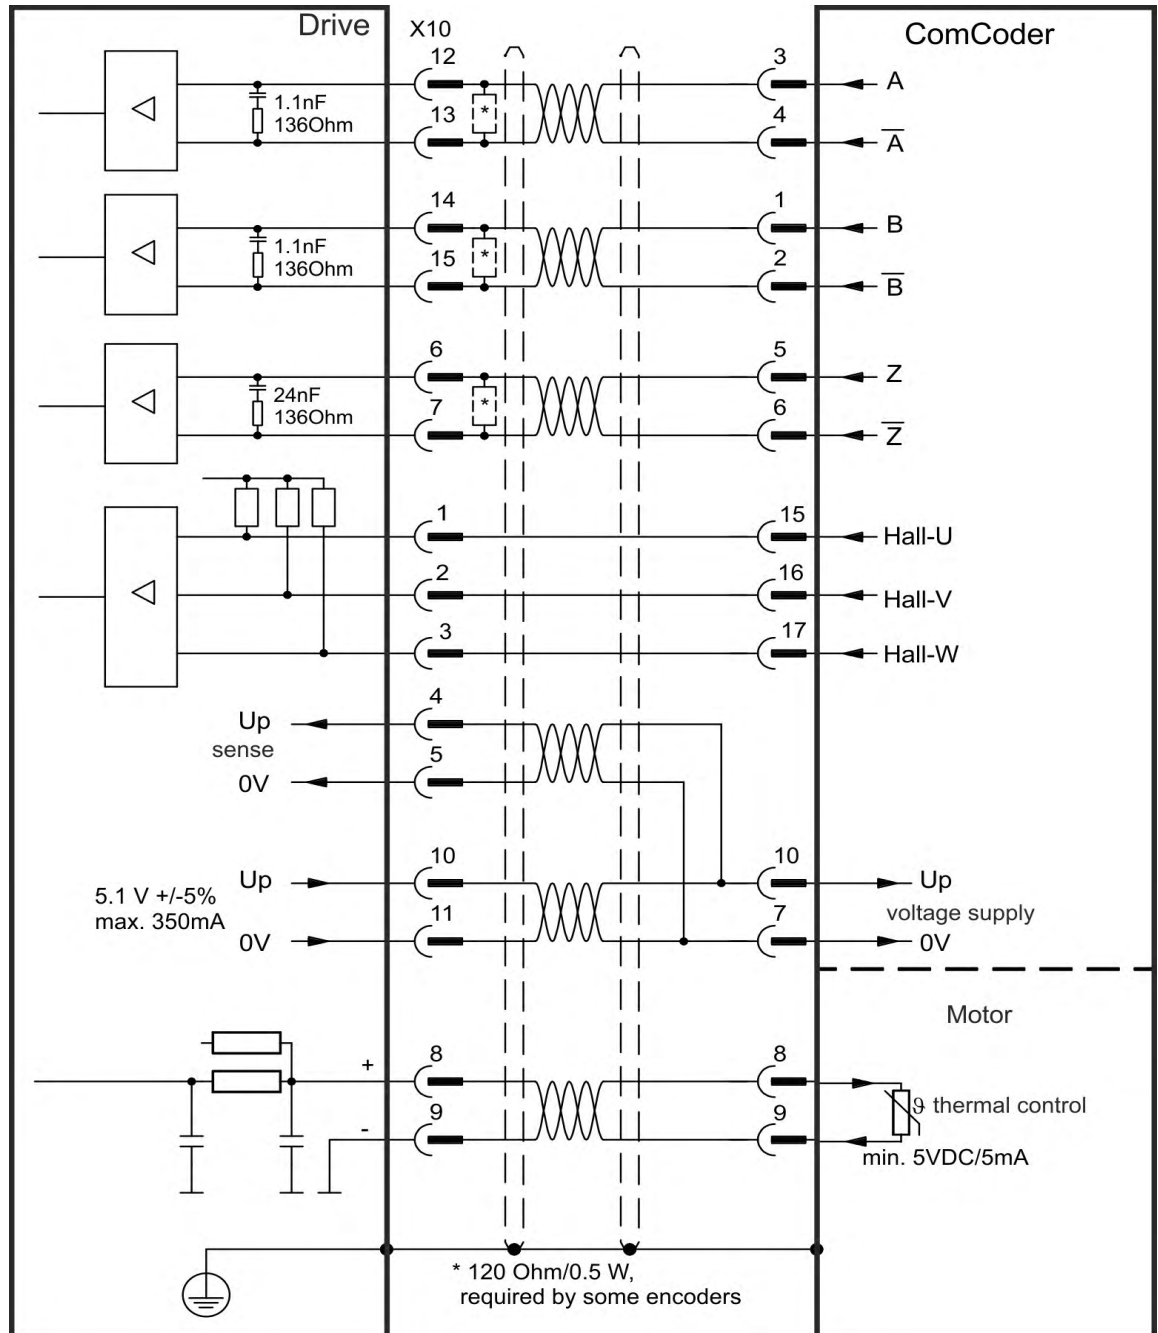 Drive
X10
ComCoder
12
3
A
1.1nF
136Ohm
*
13
4
A̅
14
1
B
1.1nF
136Ohm
*
15
2
B̅
6
5
Z
24nF
136Ohm
*
7
6
Z̅
1
15
Hall-U
2
16
Hall-V
3
17
Hall-W
4
Up
sense
5
0V
10
10
5.1 V +/-5%
max. 350mA
Up
Up
11
7
voltage supply
0V
0V
Motor
+
8
8
ϑ thermal control
-
9
9
min. 5VDC/5mA
* 120 Ohm/0.5 W,
required by some encoders